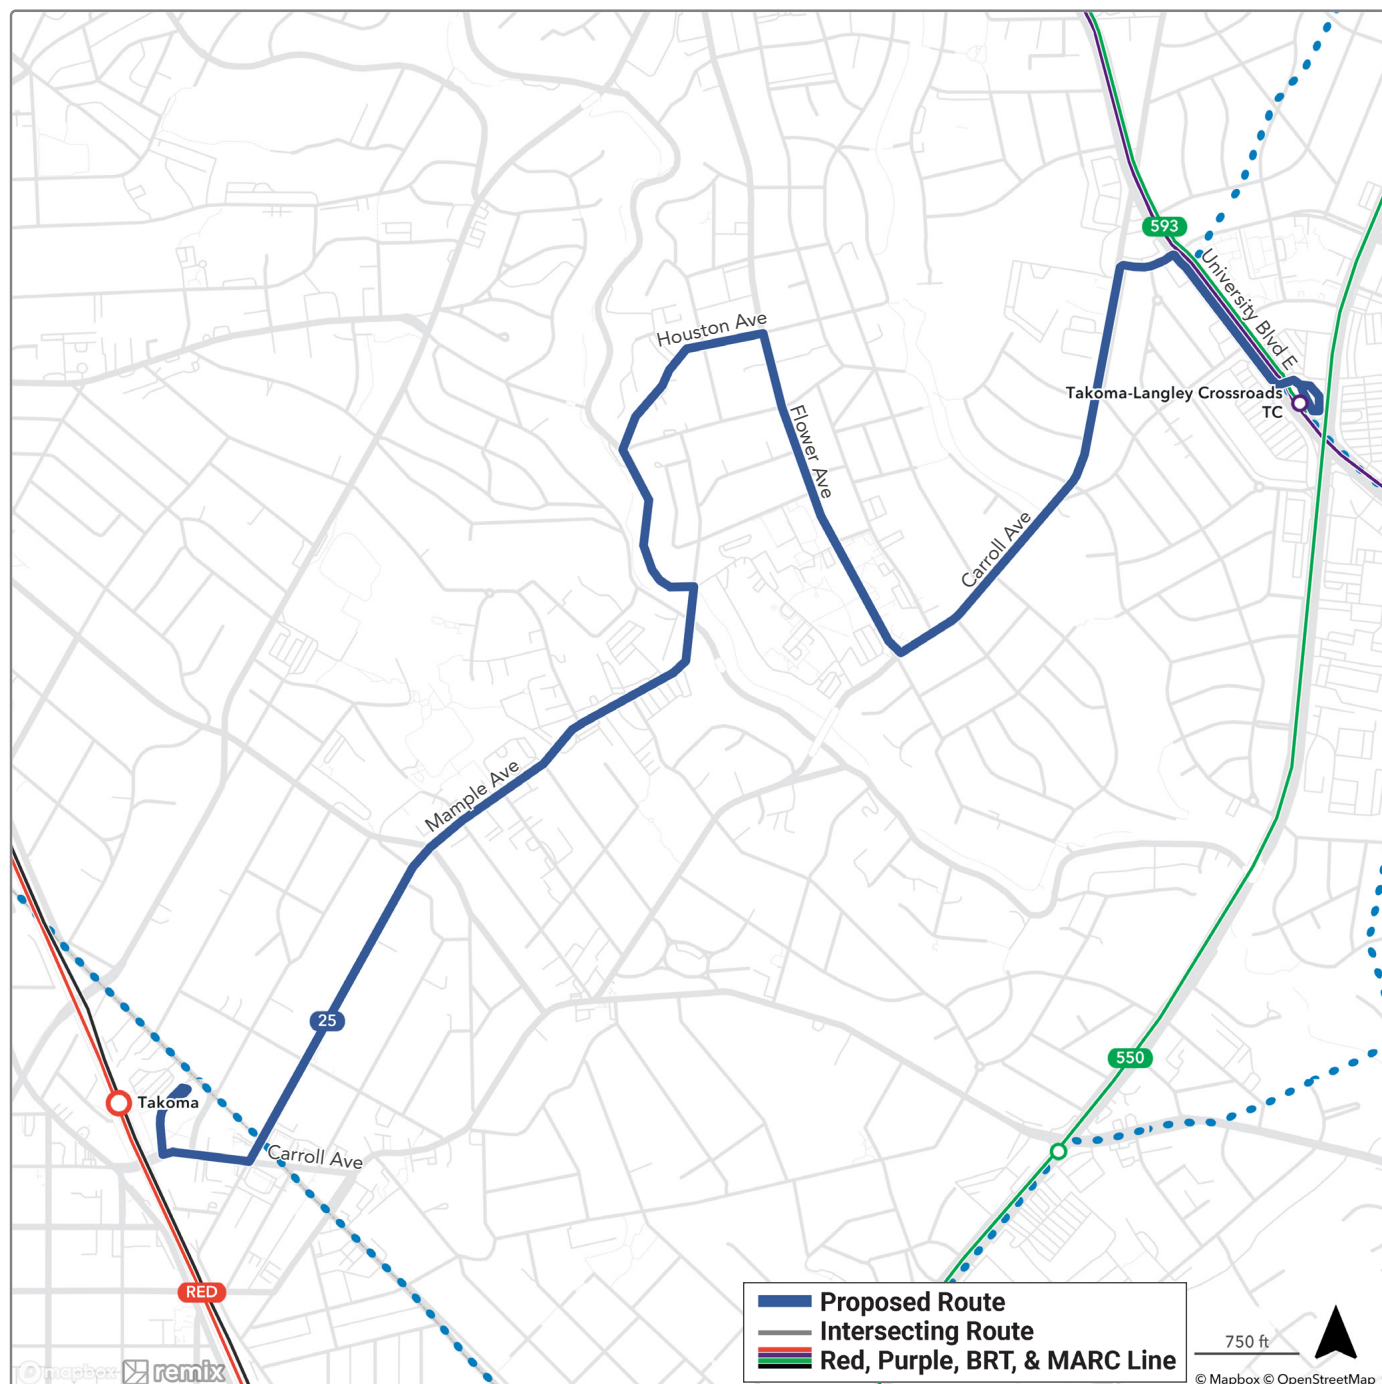 593
University Blvd E
Houston Ave
Takoma-Langley Crossroads
TC
Flower Ave
Carroll Ave
Mample Ave
25
550
Takoma
Carroll Ave
RED
Proposed Route
Intersecting Route
Red, Purple, BRT, & MARC Line
750 ft
mapbox
remix
© Mapbox © OpenStreetMap